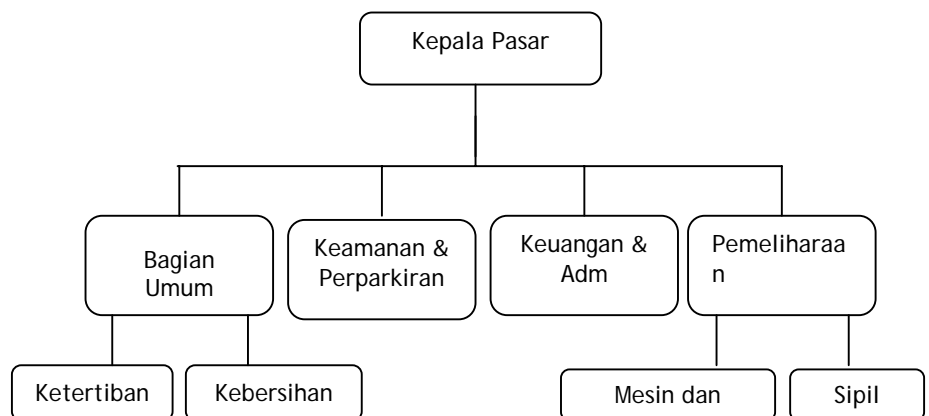 Kepala Pasar
Bagian
Umum
Keamanan &
Perparkiran
Keuangan &
Adm
Pemeliharaa
n
Ketertiban
Kebersihan
Mesin dan
Sipil